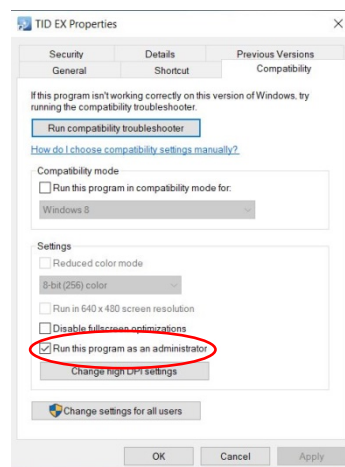 TID EX Properties
Security Details Previous Versions
General Shortcut Compatibility
If this program isn't working correctly on this version of Windows, try
running the compatibility troubleshooter.
Run compatibility troubleshooter
How do I choose compatibility settings manually?
Compatibility mode
Run this program in compatibility mode for:
Windows 8
Settings
Reduced color mode
8-bit (256) color
Run in 640 x 480 screen resolution
Disable fullscreen optimizations
Run this program as an administrator
Change high DPI settings
Change settings for all users
OK Cancel Apply